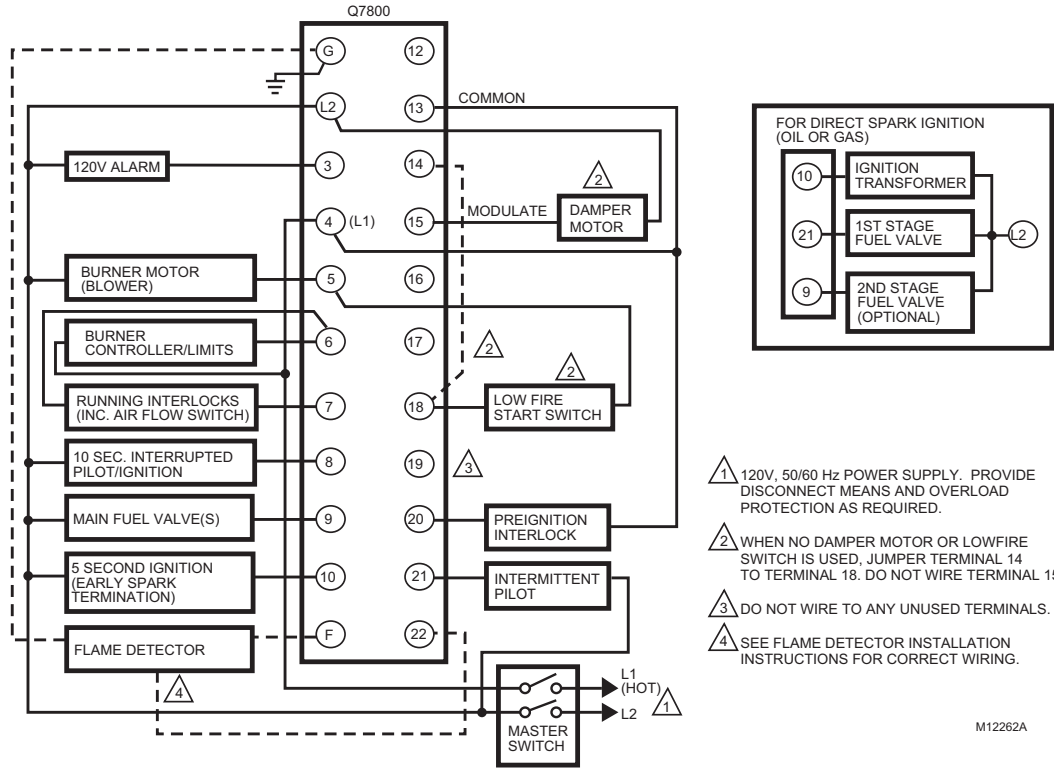 Q7800
G
12
L2
13
COMMON
120V ALARM
3
14
2
4
(L1)
15
MODULATE
DAMPER
MOTOR
BURNER MOTOR
(BLOWER)
5
16
BURNER
CONTROLLER/LIMITS
6
17
2
2
RUNNING INTERLOCKS
(INC. AIR FLOW SWITCH)
7
18
LOW FIRE
START SWITCH
10 SEC. INTERRUPTED
PILOT/IGNITION
8
19
3
MAIN FUEL VALVE(S)
9
20
PREIGNITION
INTERLOCK
5 SECOND IGNITION
(EARLY SPARK
TERMINATION)
10
21
INTERMITTENT
PILOT
FLAME DETECTOR
F
22
4
L1
(HOT)
L2
1
MASTER
SWITCH
FOR DIRECT SPARK IGNITION
(OIL OR GAS)
10
IGNITION
TRANSFORMER
21
1ST STAGE
FUEL VALVE
L2
9
2ND STAGE
FUEL VALVE
(OPTIONAL)
1 120V, 50/60 Hz POWER SUPPLY. PROVIDE
DISCONNECT MEANS AND OVERLOAD
PROTECTION AS REQUIRED.
2 WHEN NO DAMPER MOTOR OR LOWFIRE
SWITCH IS USED, JUMPER TERMINAL 14
TO TERMINAL 18. DO NOT WIRE TERMINAL 15
3 DO NOT WIRE TO ANY UNUSED TERMINALS.
4 SEE FLAME DETECTOR INSTALLATION
INSTRUCTIONS FOR CORRECT WIRING.
M12262A